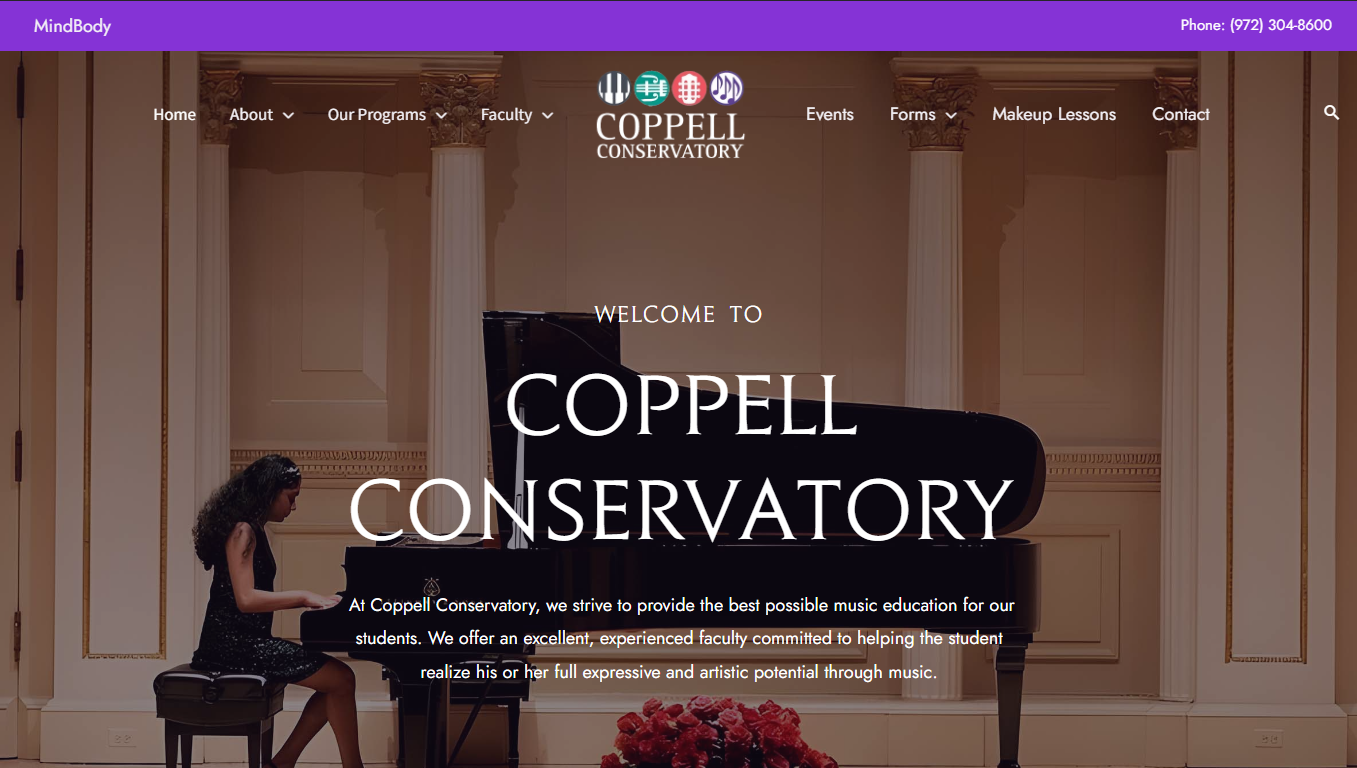 MindBody
Phone: (972) 304-8600
Home About Our Programs Faculty
COPPELL
CONSERVATORY
Events Forms Makeup Lessons Contact
WELCOME TO
COPPELL
CONSERVATORY
At Coppell Conservatory, we strive to provide the best possible music education for our
students. We offer an excellent, experienced faculty committed to helping the student
realize his or her full expressive and artistic potential through music.